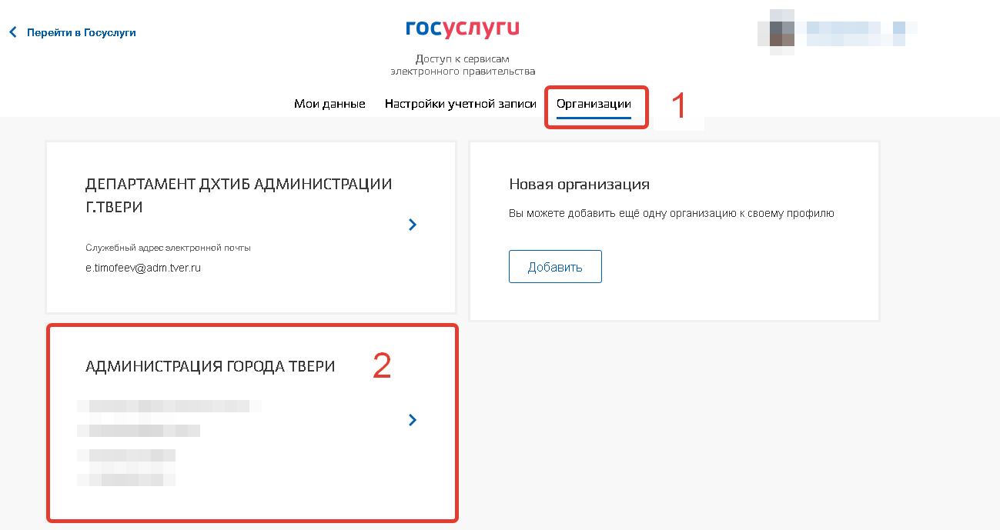 Перейти в Госуслуги
госуслуги
Доступ к сервисам
электронного правительства
Мои данные Настройки учетной записи Организации 1
ДЕПАРТАМЕНТ ДХТИБ АДМИНИСТРАЦИИ
Г.ТВЕРИ
Служебный адрес электронной почты
e.timofeev@adm.tver.ru
Новая организация
Вы можете добавить ещё одну организацию к своему профилю
Добавить
АДМИНИСТРАЦИЯ ГОРОДА ТВЕРИ 2